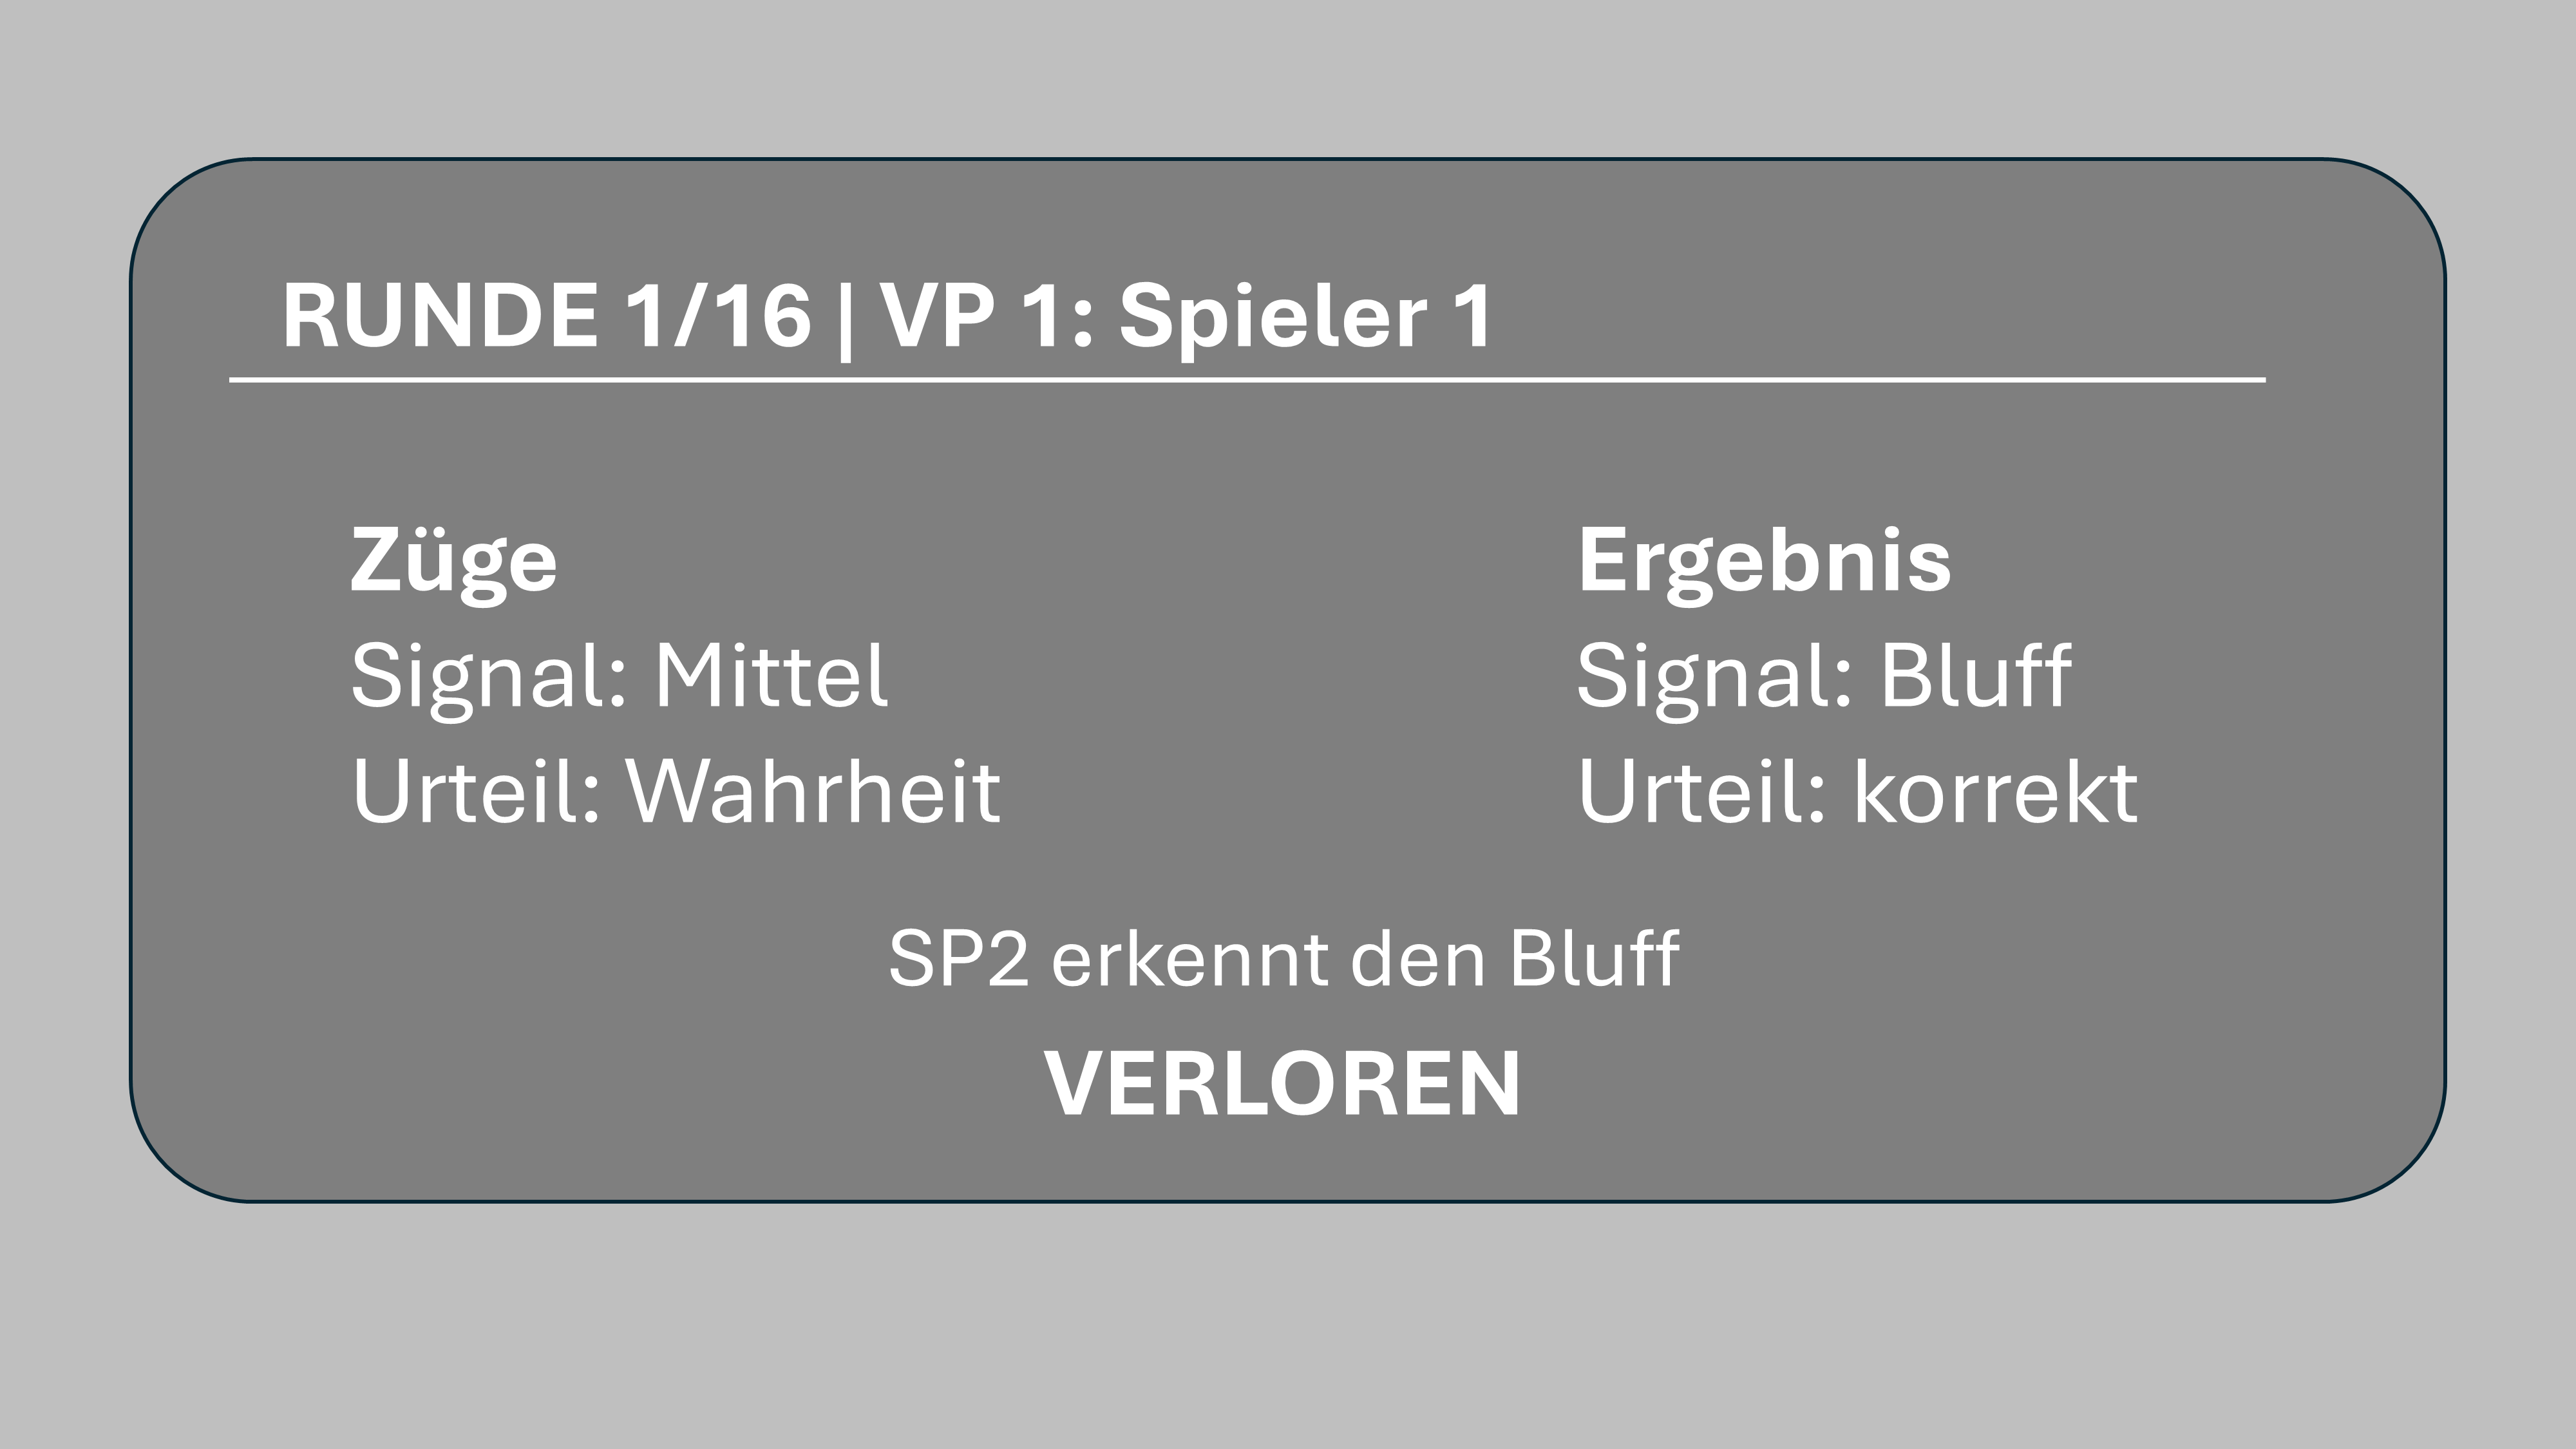 RUNDE 1/16 | VP 1: Spieler 1
Züge
Signal: Mittel
Urteil: Wahrheit
Ergebnis
Signal: Bluff
Urteil: korrekt
SP2 erkennt den Bluff
VERLOREN